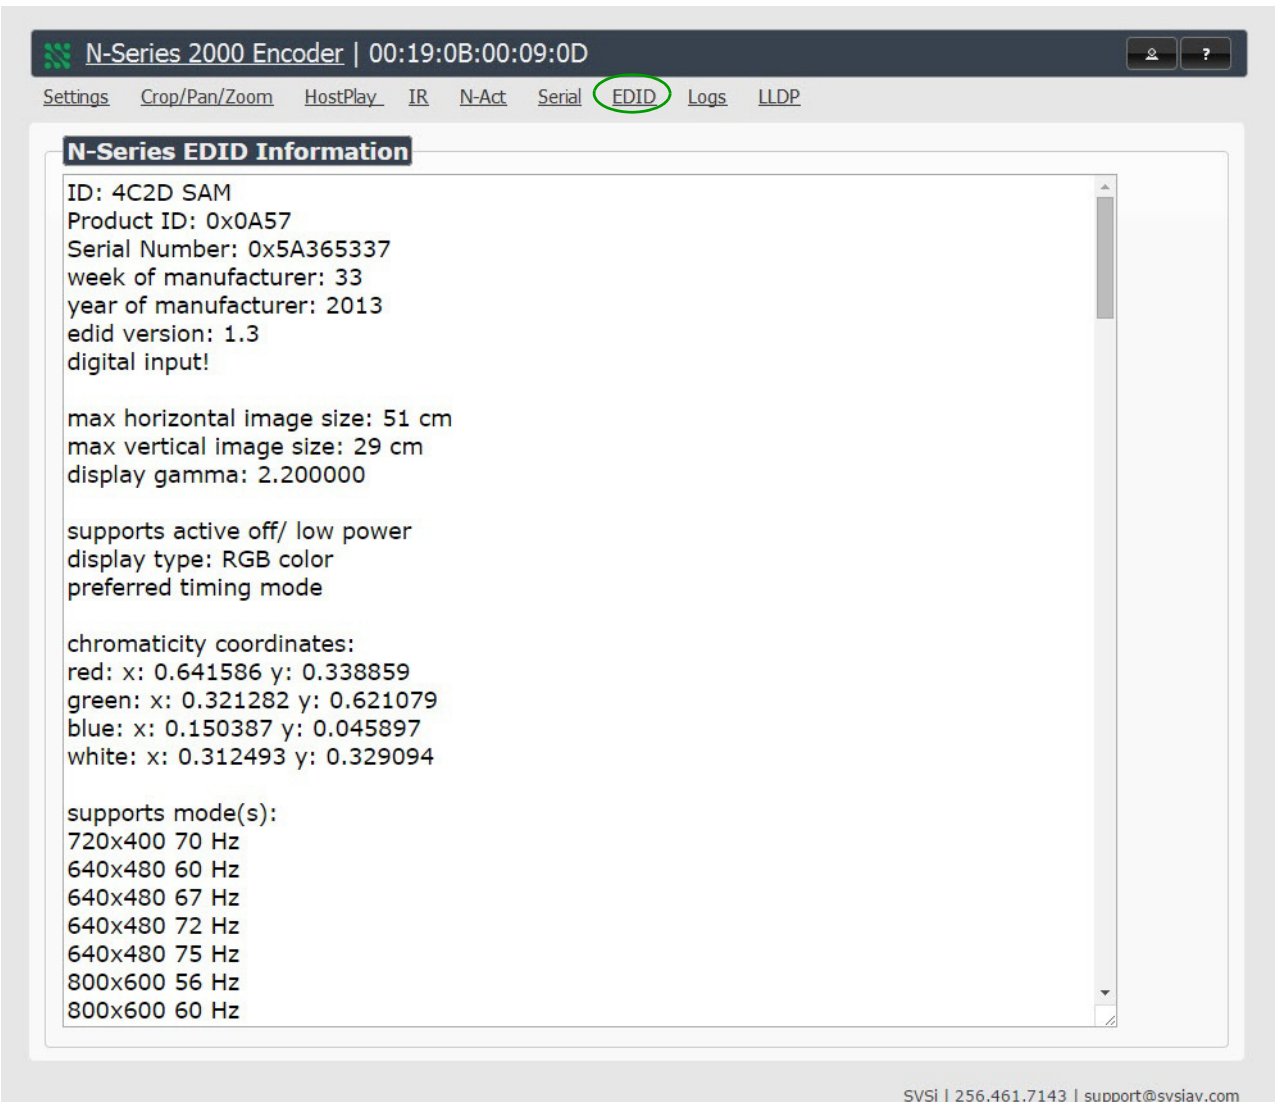 N-Series 2000 Encoder | 00:19:0B:00:09:0D
?
Settings Crop/Pan/Zoom HostPlay IR N-Act Serial EDID Logs LLDP
N-Series EDID Information
ID: 4C2D SAM
Product ID: 0x0A57
Serial Number: 0x5A365337
week of manufacturer: 33
year of manufacturer: 2013
edid version: 1.3
digital input!
max horizontal image size: 51 cm
max vertical image size: 29 cm
display gamma: 2.200000
supports active off/ low power
display type: RGB color
preferred timing mode
chromaticity coordinates:
red: x: 0.641586 y: 0.338859
green: x: 0.321282 y: 0.621079
blue: x: 0.150387 y: 0.045897
white: x: 0.312493 y: 0.329094
supports mode(s):
720x400 70 Hz
640x480 60 Hz
640x480 67 Hz
640x480 72 Hz
640x480 75 Hz
800x600 56 Hz
800x600 60 Hz
SVSi | 256.461.7143 | support@svsiav.com